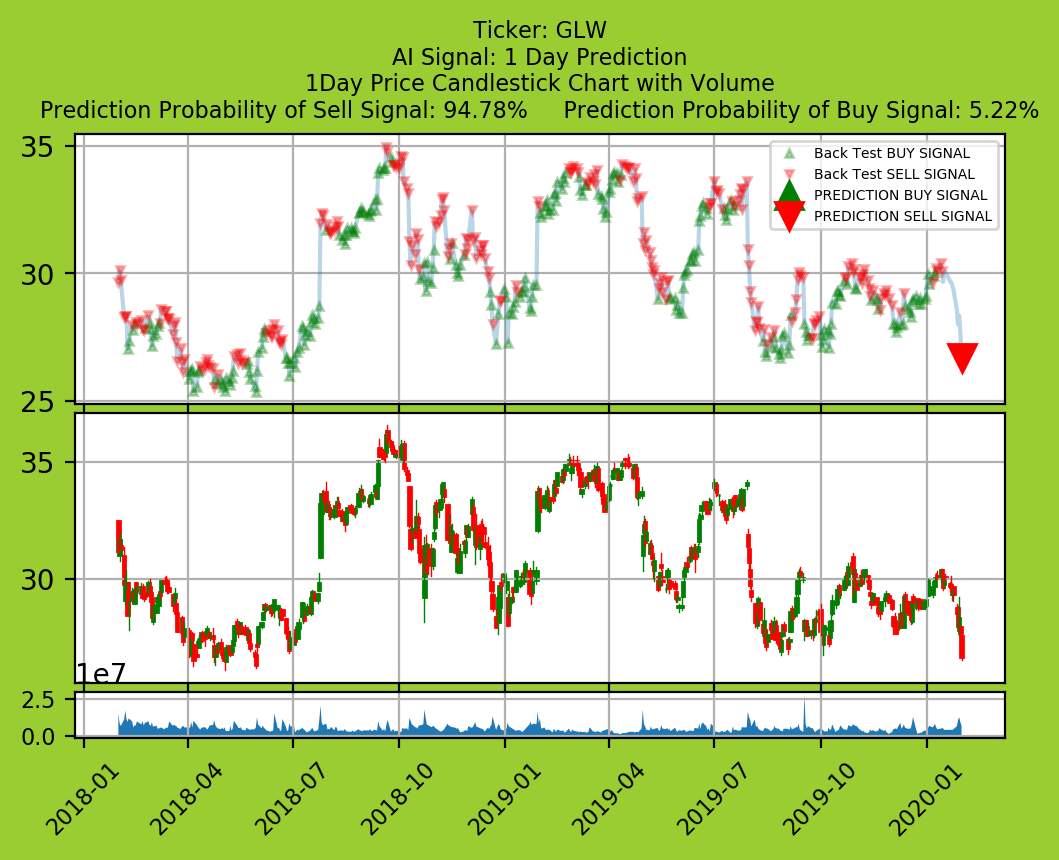 Ticker: GLW
AI Signal: 1 Day Prediction
1Day Price Candlestick Chart with Volume
Prediction Probability of Sell Signal: 94.78% Prediction Probability of Buy Signal: 5.22%
35
30
25
Back Test BUY SIGNAL
Back Test SELL SIGNAL
PREDICTION BUY SIGNAL
PREDICTION SELL SIGNAL
35
30
1e7
2.5
0.0
2018-01
2018-04
2018-07
2018-10
2019-01
2019-04
2019-07
2019-10
2020-01